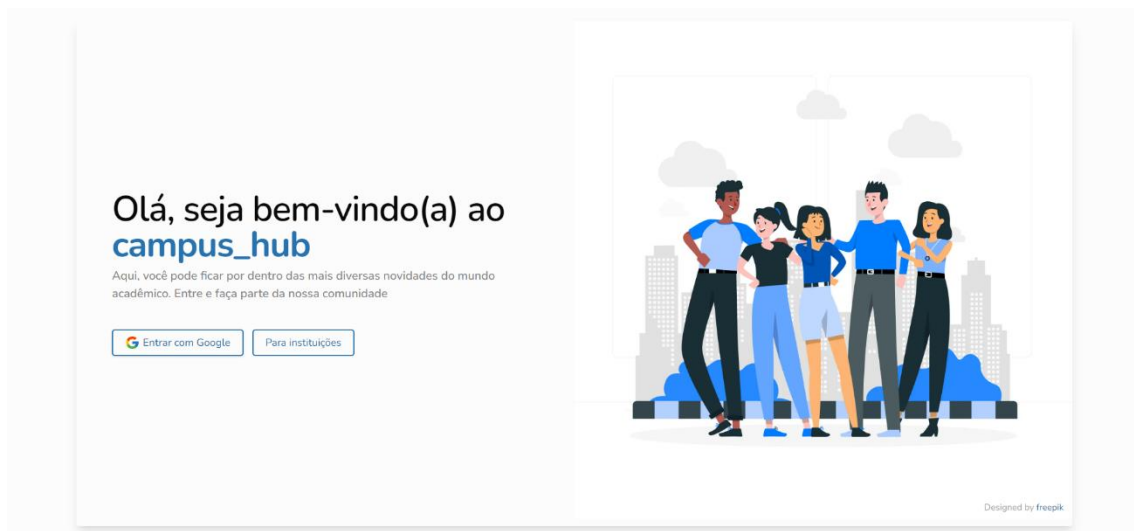 Olá, seja bem-vindo(a) ao
campus_hub
Aqui, você pode ficar por dentro das mais diversas novidades do mundo
acadêmico. Entre e faça parte da nossa comunidade
Entrar com Google
Para instituições
Designed by freepik